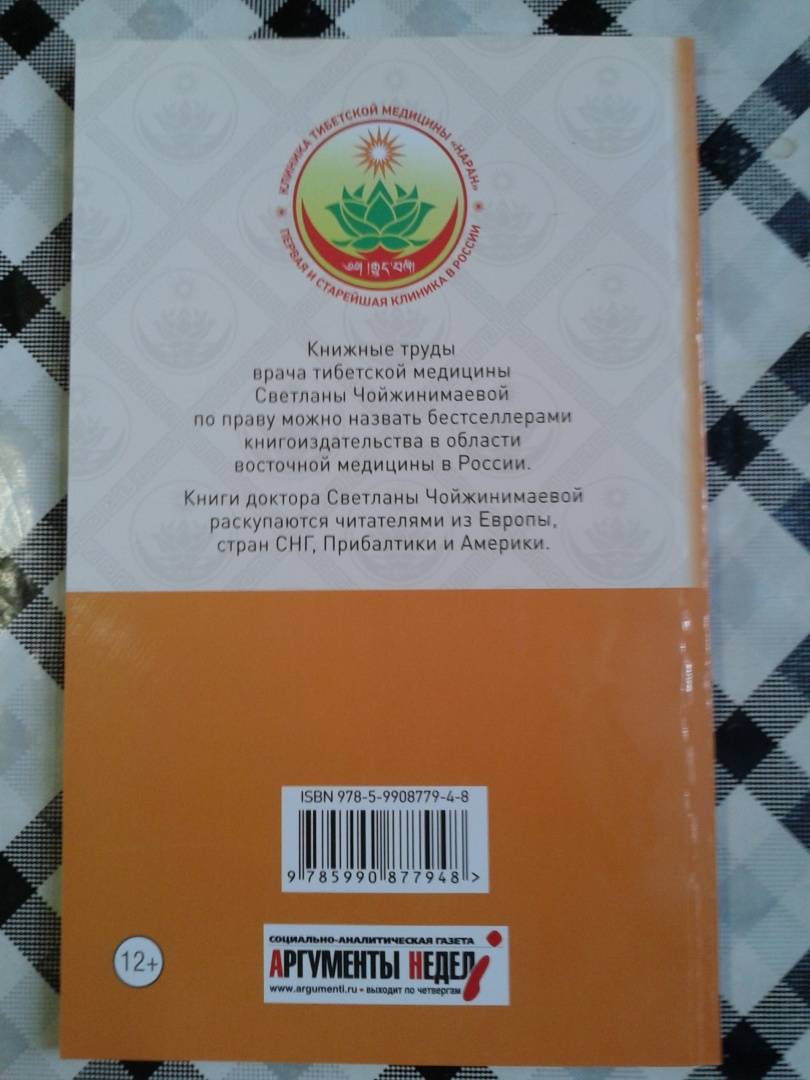 КЛИНИКА ТИБЕТСКОЙ МЕДИЦИНЫ «НАРАН»
ПЕРВАЯ И СТАРЕЙШАЯ КЛИНИКА В РОССИИ
Книжные труды
врача тибетской медицины
Светланы Чойжинимаевой
по праву можно назвать бестселлерами
книгоиздательства в области
восточной медицины в России.
Книги доктора Светланы Чойжинимаевой
раскупаются читателями из Европы,
стран СНГ, Прибалтики и Америки.
ISBN 978-5-9908779-4-8
9 785990 877948 >
12+
СОЦИАЛЬНО-АНАЛИТИЧЕСКАЯ ГАЗЕТА
АРГУМЕНТЫ НЕДЕЛИ
www.argumenti.ru • выходит по четвергам